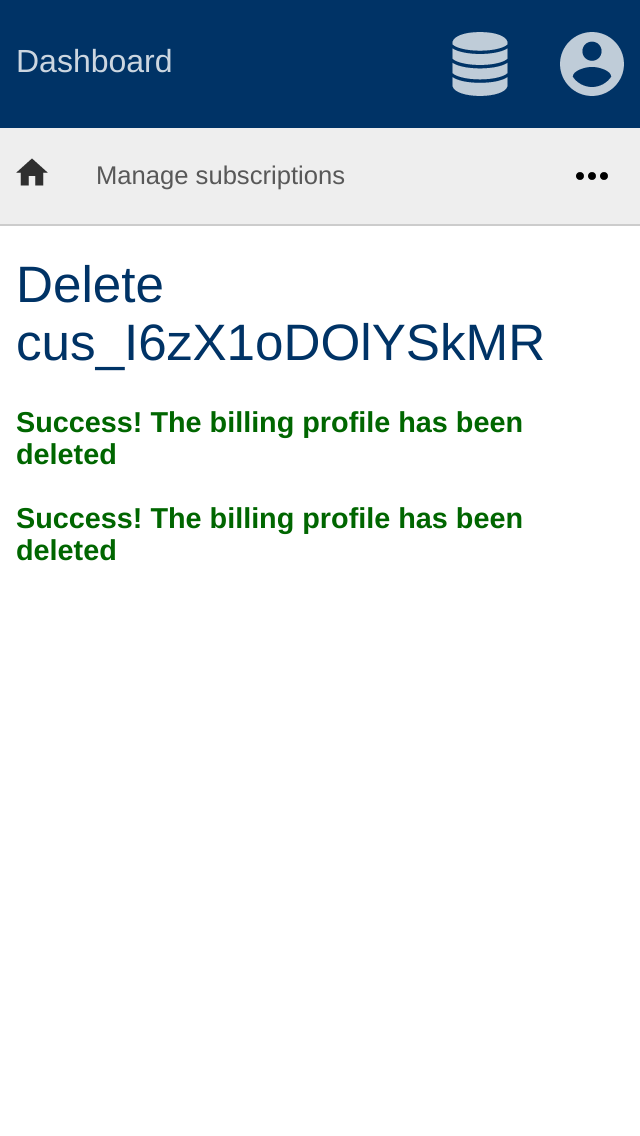 Dashboard
Manage subscriptions
Delete
cus_I6zX1oDOlYSkMR
Success! The billing profile has been
deleted
Success! The billing profile has been
deleted